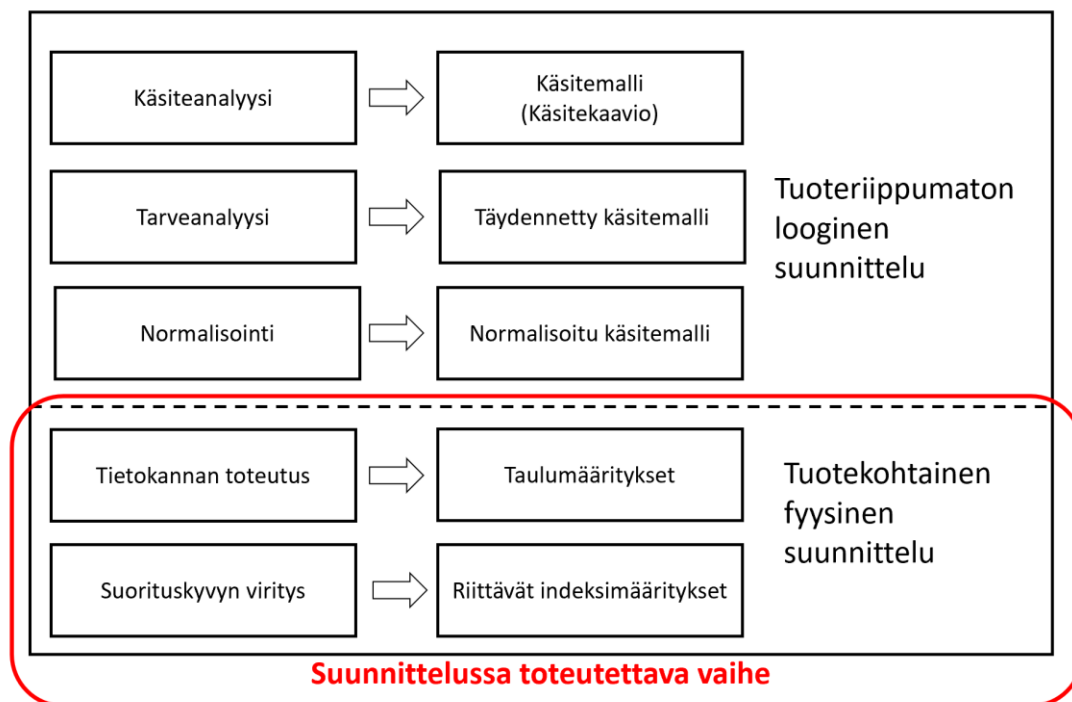 Käsiteanalyysi
Käsitemalli
(Käsitekaavio)
Tarveanalyysi
Täydennetty käsitemalli
Tuoteriippumaton
looginen
suunnittelu
Normalisointi
Normalisoitu käsitemalli
Tietokannan toteutus
Taulumääritykset
Tuotekohtainen
fyysinen
suunnittelu
Suorituskyvyn viritys
Riittävät indeksimääritykset
Suunnittelussa toteutettava vaihe